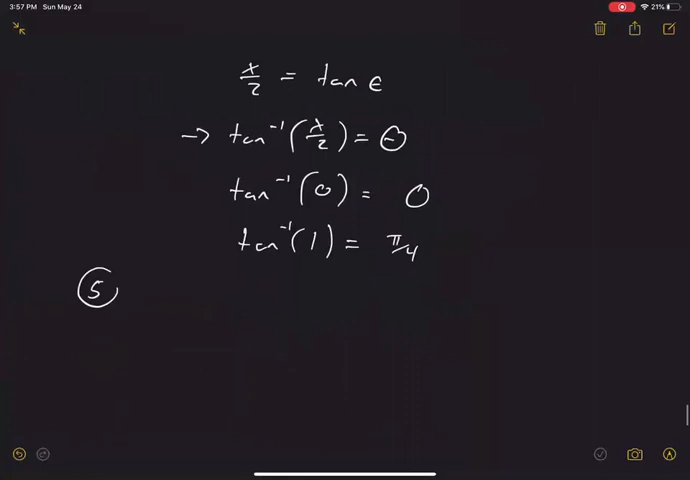 3:57 PM Sun May 24
21%
x/2 = tan ϵ
→ tan⁻¹(x/2) = θ
tan⁻¹(0) = 0
tan⁻¹(1) = π/4
5